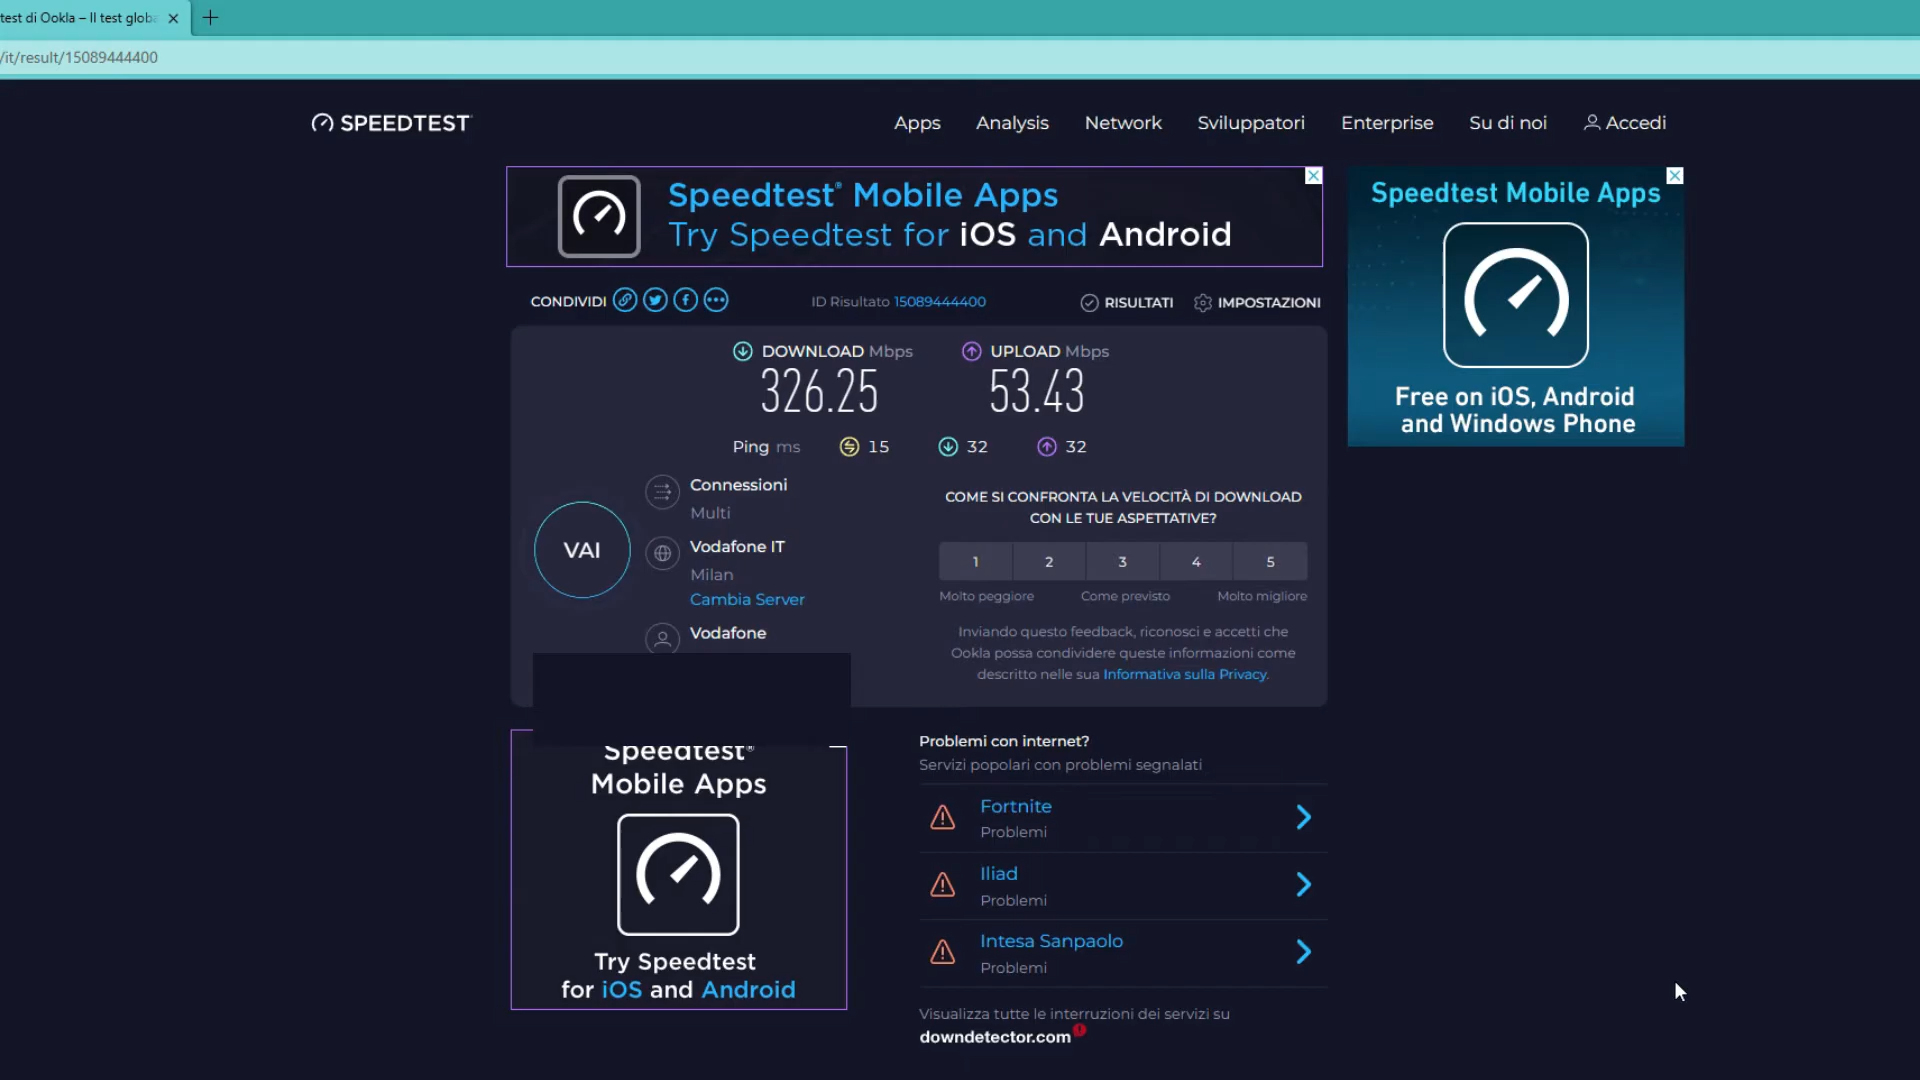 test di Ookla – Il test globa
/it/result/15089444400
SPEEDTEST
Apps
Analysis
Network
Sviluppatori
Enterprise
Su di noi
Accedi
Speedtest® Mobile Apps
Try Speedtest for iOS and Android
Speedtest Mobile Apps
Free on iOS, Android
and Windows Phone
CONDIVIDI
ID Risultato 15089444400
RISULTATI
IMPOSTAZIONI
DOWNLOAD Mbps
326.25
UPLOAD Mbps
53.43
Ping ms
15
32
32
VAI
Connessioni
Multi
Vodafone IT
Milan
Cambia Server
Vodafone
COME SI CONFRONTA LA VELOCITÀ DI DOWNLOAD
CON LE TUE ASPETTATIVE?
1
2
3
4
5
Molto peggiore
Come previsto
Molto migliore
Inviando questo feedback, riconosci e accetti che
Ookla possa condividere queste informazioni come
descritto nelle sua Informativa sulla Privacy.
Speedtest®
Mobile Apps
Try Speedtest
for iOS and Android
Problemi con internet?
Servizi popolari con problemi segnalati
Fortnite
Problemi
Iliad
Problemi
Intesa Sanpaolo
Problemi
Visualizza tutte le interruzioni dei servizi su
downdetector.com